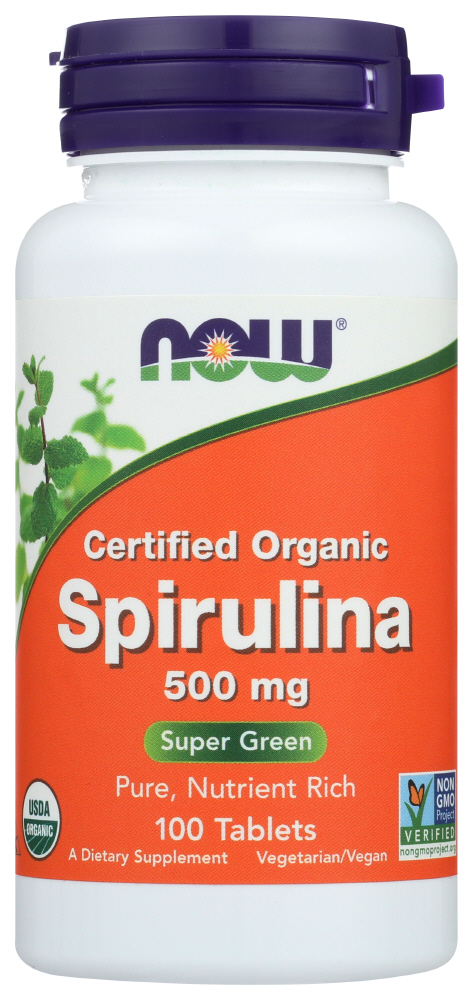 NOW®
Certified Organic
Spirulina
500 mg
Super Green
Pure, Nutrient Rich
100 Tablets
A Dietary Supplement Vegetarian/Vegan
USDA
ORGANIC
NON
GMO
Project
VERIFIED
nongmoproject.org